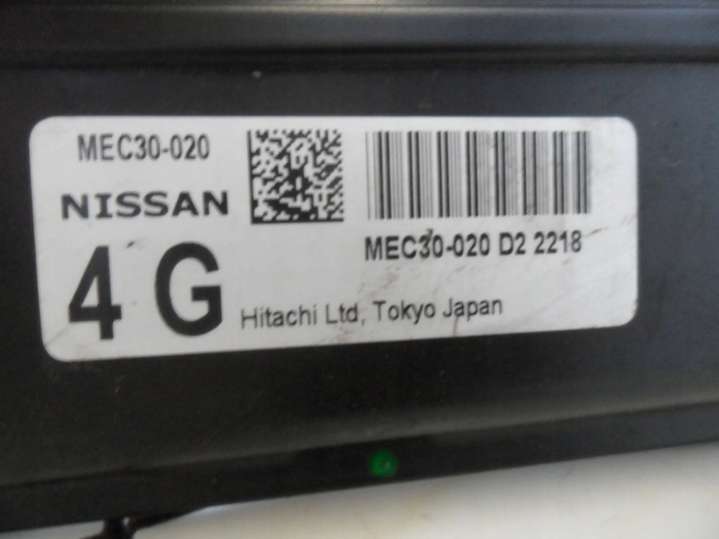 MEC30-020
NISSAN
4 G
MEC30-020 D2 2218
Hitachi Ltd, Tokyo Japan